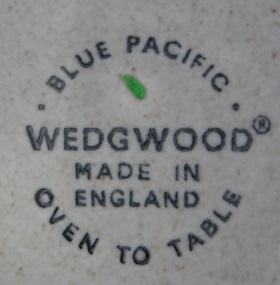 • BLUE PACIFIC •
WEDGWOOD®
MADE IN
ENGLAND
OVEN TO TABLE